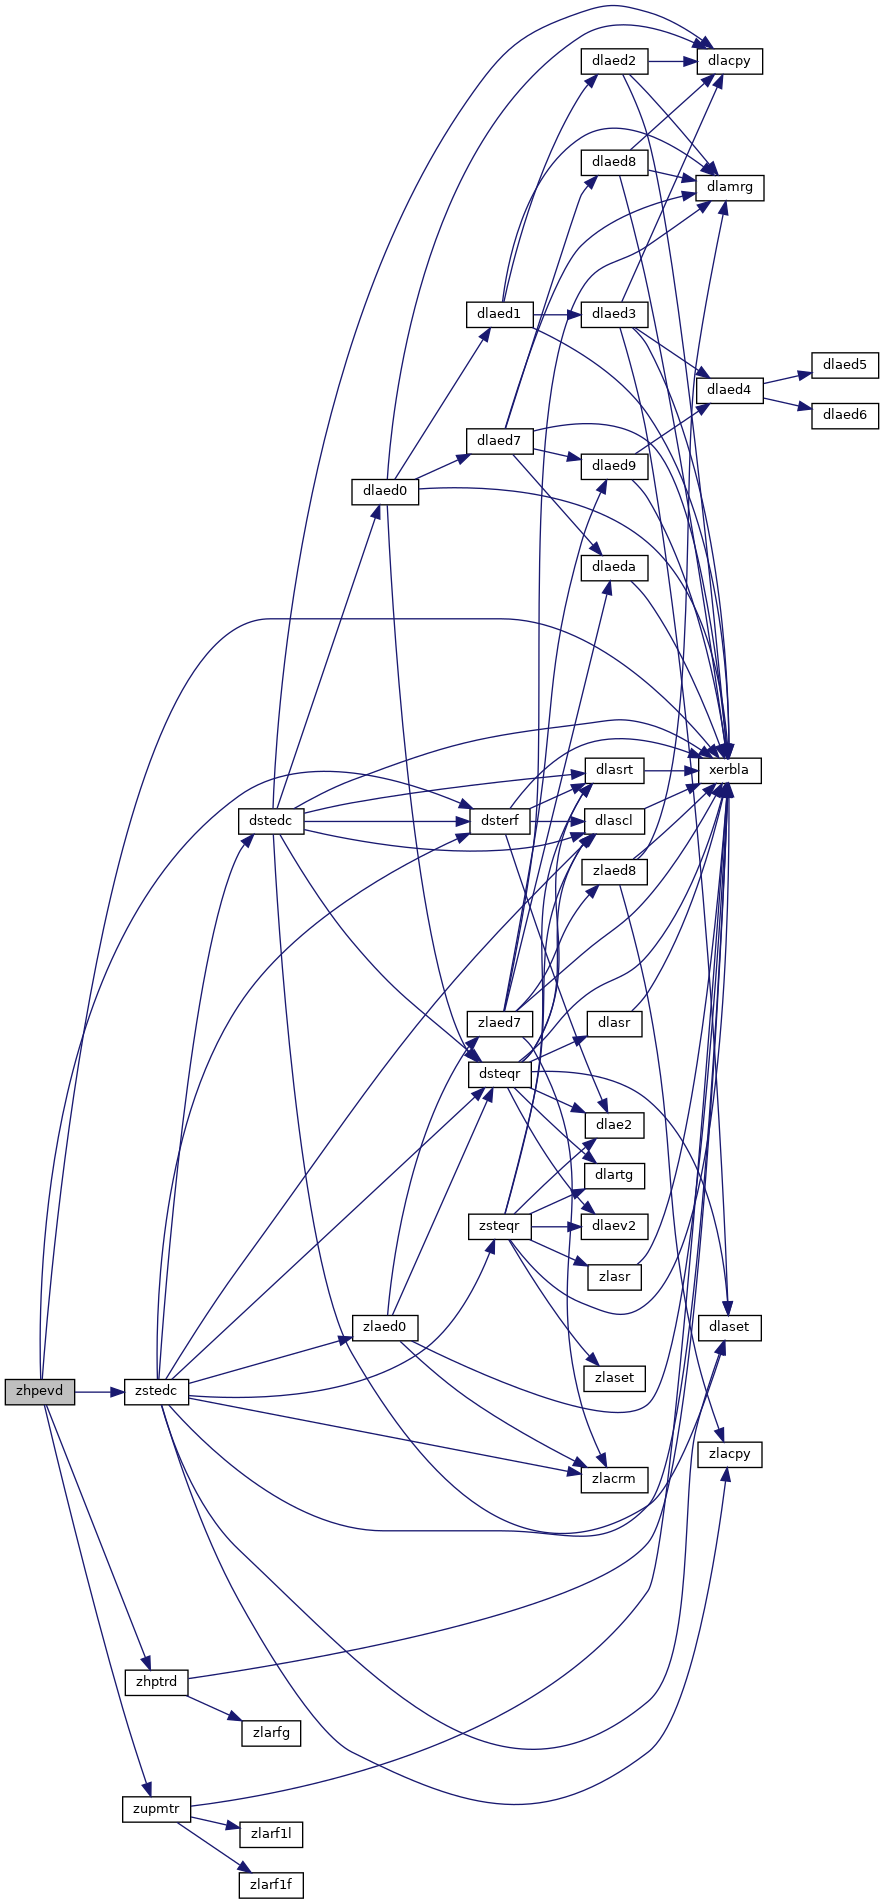 dlaed2
dlacpy
dlaed8
dlamrg
dlaed1
dlaed3
dlaed5
dlaed4
dlaed6
dlaed7
dlaed9
dlaed0
dlaeda
dlasrt
xerbla
dstedc
dsterf
dlascl
zlaed8
zlaed7
dlasr
dsteqr
dlae2
dlartg
zsteqr
dlaev2
zlasr
zlaed0
dlaset
zhpevd
zstedc
zlaset
zlacpy
zlacrm
zhptrd
zlarfg
zupmtr
zlarf1l
zlarf1f